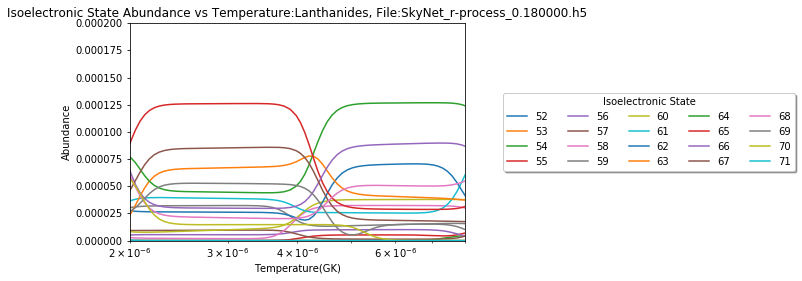 Isoelectronic State Abundance vs Temperature:Lanthanides, File:SkyNet_r-process_0.180000.h5
0.000200
0.000175
0.000150
0.000125
0.000100
0.000075
0.000050
0.000025
0.000000
Abundance
2 × 10⁻⁶ 3 × 10⁻⁶ 4 × 10⁻⁶ 6 × 10⁻⁶
Temperature(GK)
Isoelectronic State
52 56 60 64 68
53 57 61 65 69
54 58 62 66 70
55 59 63 67 71